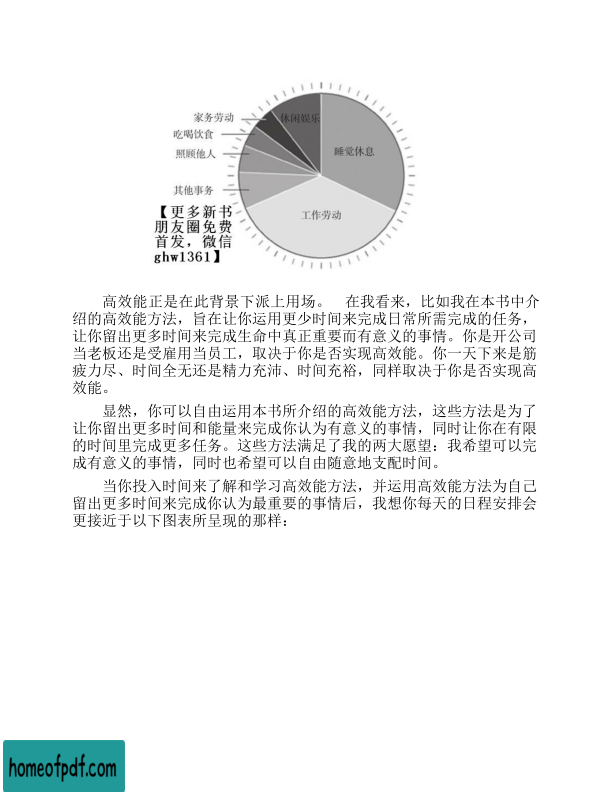 家务劳动
休闲娱乐
吃喝饮食
照顾他人
睡觉休息
其他事务
工作劳动
【更多新书
朋友圈免费
首发，微信
ghw1361】
高效能正是在此背景下派上用场。 在我看来，比如我在本书中介
绍的高效能方法，旨在让你运用更少时间来完成日常所需完成的任务，
让你留出更多时间来完成生命中真正重要而有意义的事情。你是开公司
当老板还是受雇用当员工，取决于你是否实现高效能。你一天下来是筋
疲力尽、时间全无还是精力充沛、时间充裕，同样取决于你是否实现高
效能。
显然，你可以自由运用本书所介绍的高效能方法，这些方法是为了
让你留出更多时间和能量来完成你认为有意义的事情，同时让你在有限
的时间里完成更多任务。这些方法满足了我的两大愿望：我希望可以完
成有意义的事情，同时也希望可以自由随意地支配时间。
当你投入时间来了解和学习高效能方法，并运用高效能方法为自己
留出更多时间来完成你认为最重要的事情后，我想你每天的日程安排会
更接近于以下图表所呈现的那样：
homeofpdf.com